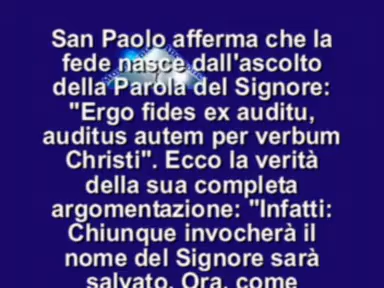 San Paolo afferma che la
fede nasce dall'ascolto
della Parola del Signore:
"Ergo fides ex auditu,
auditus autem per verbum
Christi". Ecco la verità
della sua completa
argomentazione: "Infatti:
Chiunque invocherà il
nome del Signore sarà
salvato. Ora, come